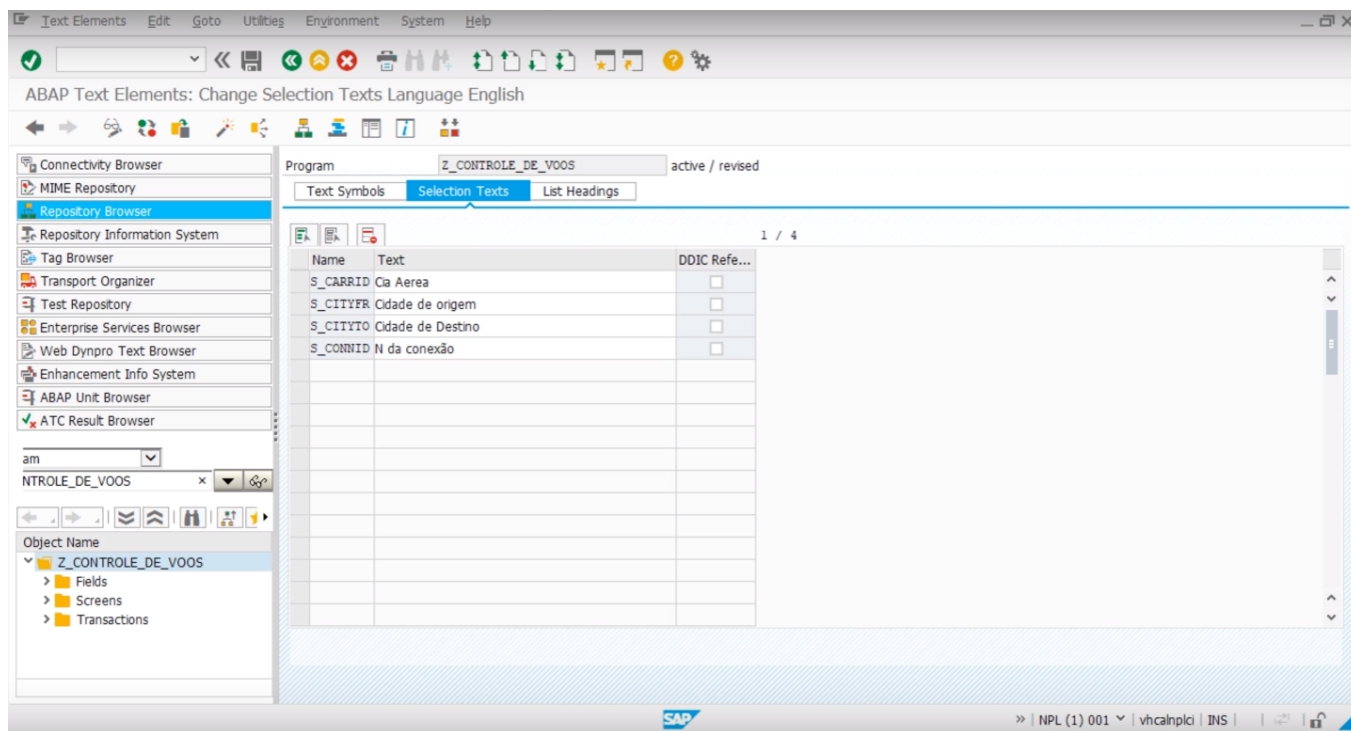 Text Elements Edit Goto Utilities Environment System Help
ABAP Text Elements: Change Selection Texts Language English
Connectivity Browser
MIME Repository
Repository Browser
Repository Information System
Tag Browser
Transport Organizer
Test Repository
Enterprise Services Browser
Web Dynpro Text Browser
Enhancement Info System
ABAP Unit Browser
ATC Result Browser
am
NTROLE_DE_VOOS
Object Name
Z_CONTROLE_DE_VOOS
Fields
Screens
Transactions
Program Z_CONTROLE_DE_VOOS active / revised
Text Symbols Selection Texts List Headings
1 / 4
Name Text DDIC Refe...
S_CARRID Cia Aerea
S_CITYFR Cidade de origem
S_CITYTO Cidade de Destino
S_CONNID N da conexão
SAP
» | NPL (1) 001 | vhcalnplci | INS |